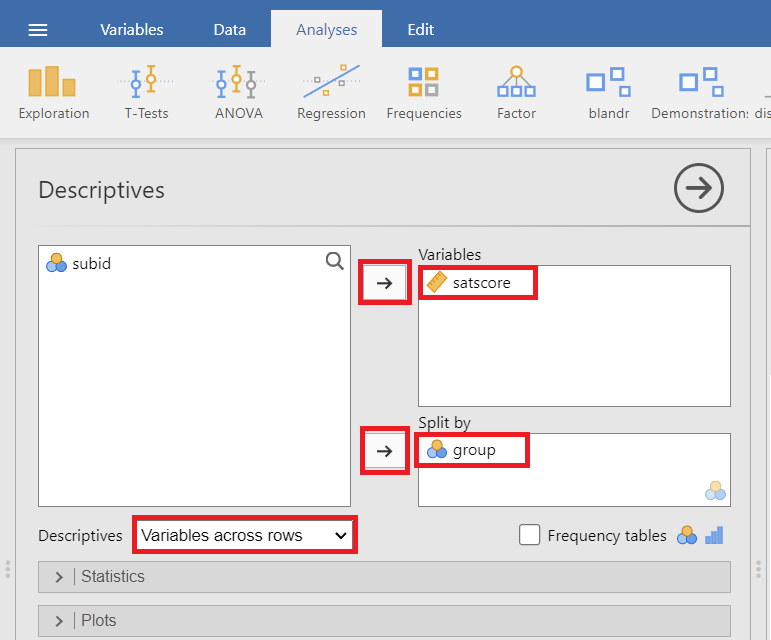 Variables Data Analyses Edit
Exploration T-Tests ANOVA Regression Frequencies Factor blandr Demonstrations dis
Descriptives
subid
Variables
satscore
Split by
group
Descriptives Variables across rows Frequency tables
Statistics
Plots